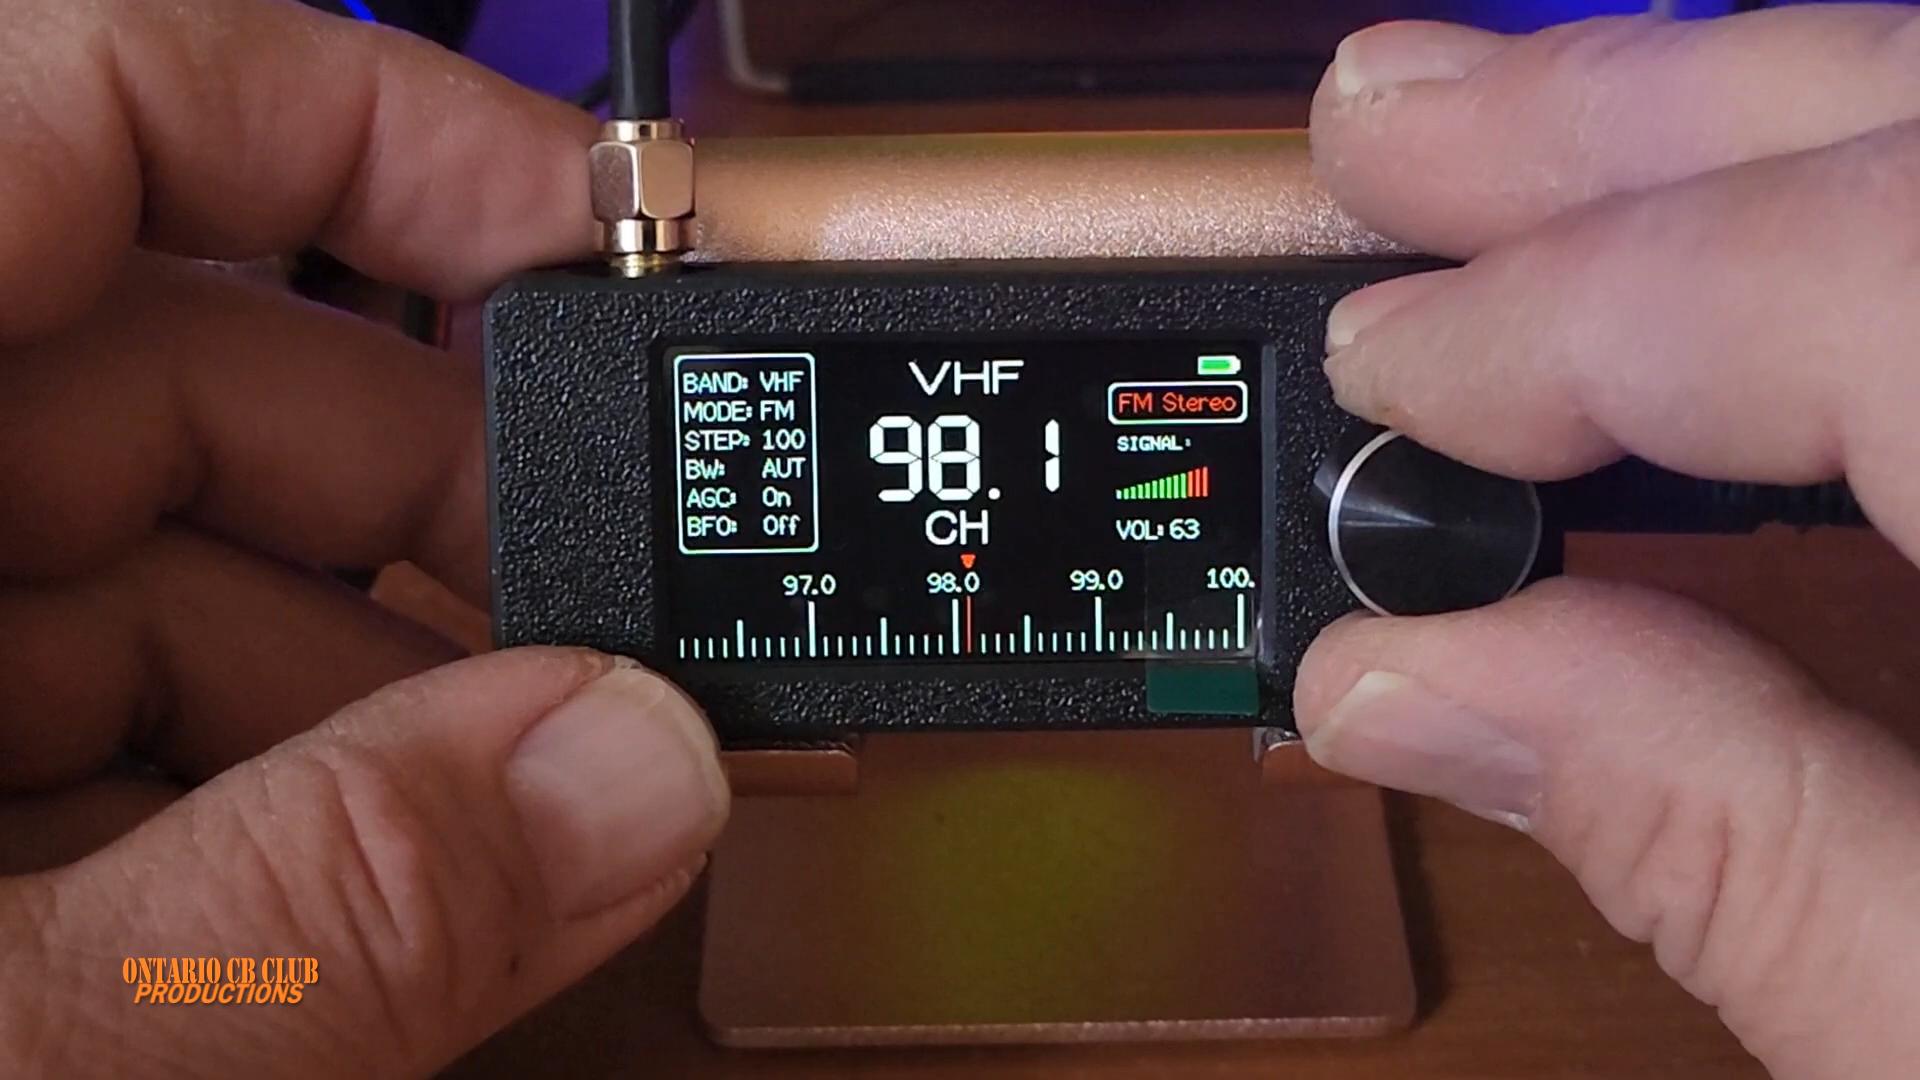 BAND: VHF
MODE: FM
STEP: 100
BW: AUT
AGC: On
BFO: Off
VHF
98.1
CH
FM Stereo
SIGNAL:
VOL: 63
97.0 98.0 99.0 100.
ONTARIO CB CLUB
PRODUCTIONS